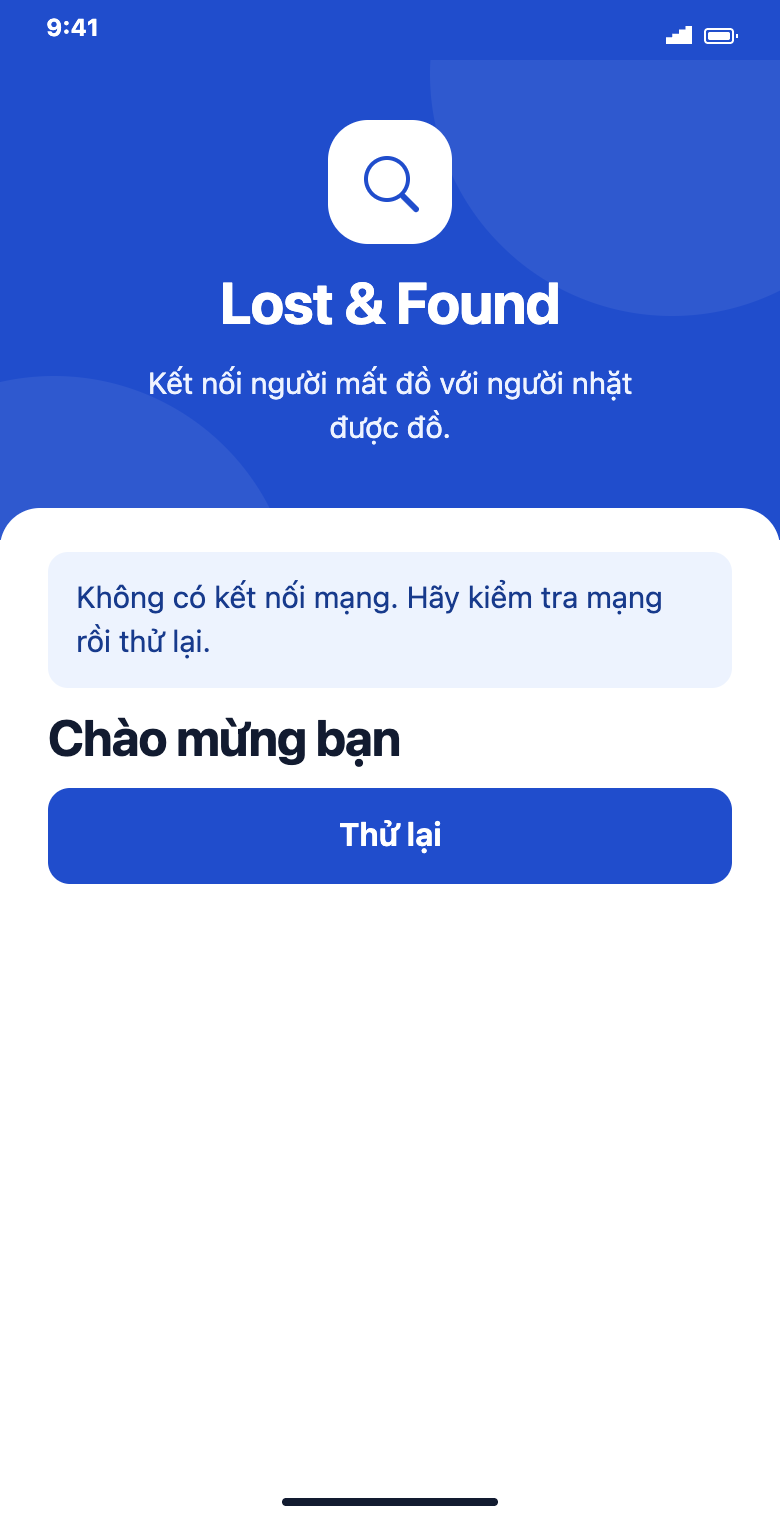 9:41
Lost & Found
Kết nối người mất đồ với người nhặt
được đồ.
Không có kết nối mạng. Hãy kiểm tra mạng
rồi thử lại.
Chào mừng bạn
Thử lại